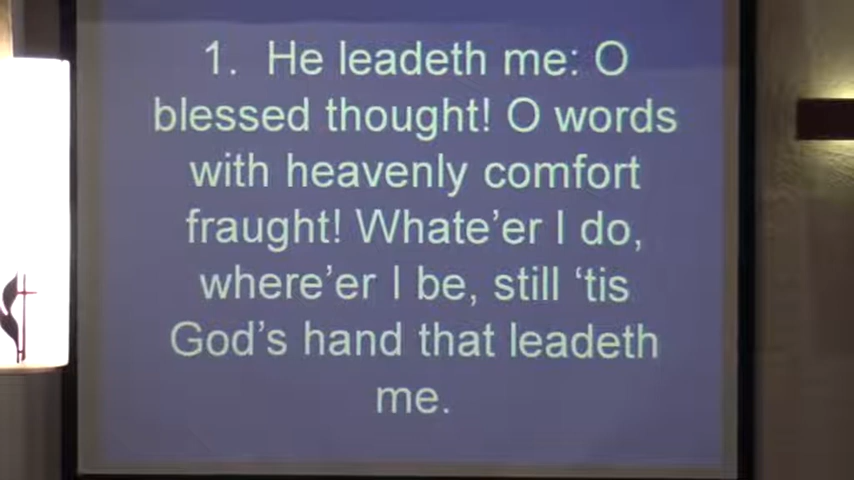 1. He leadeth me: O
blessed thought! O words
with heavenly comfort
fraught! Whate’er I do,
where’er I be, still ‘tis
God’s hand that leadeth
me.